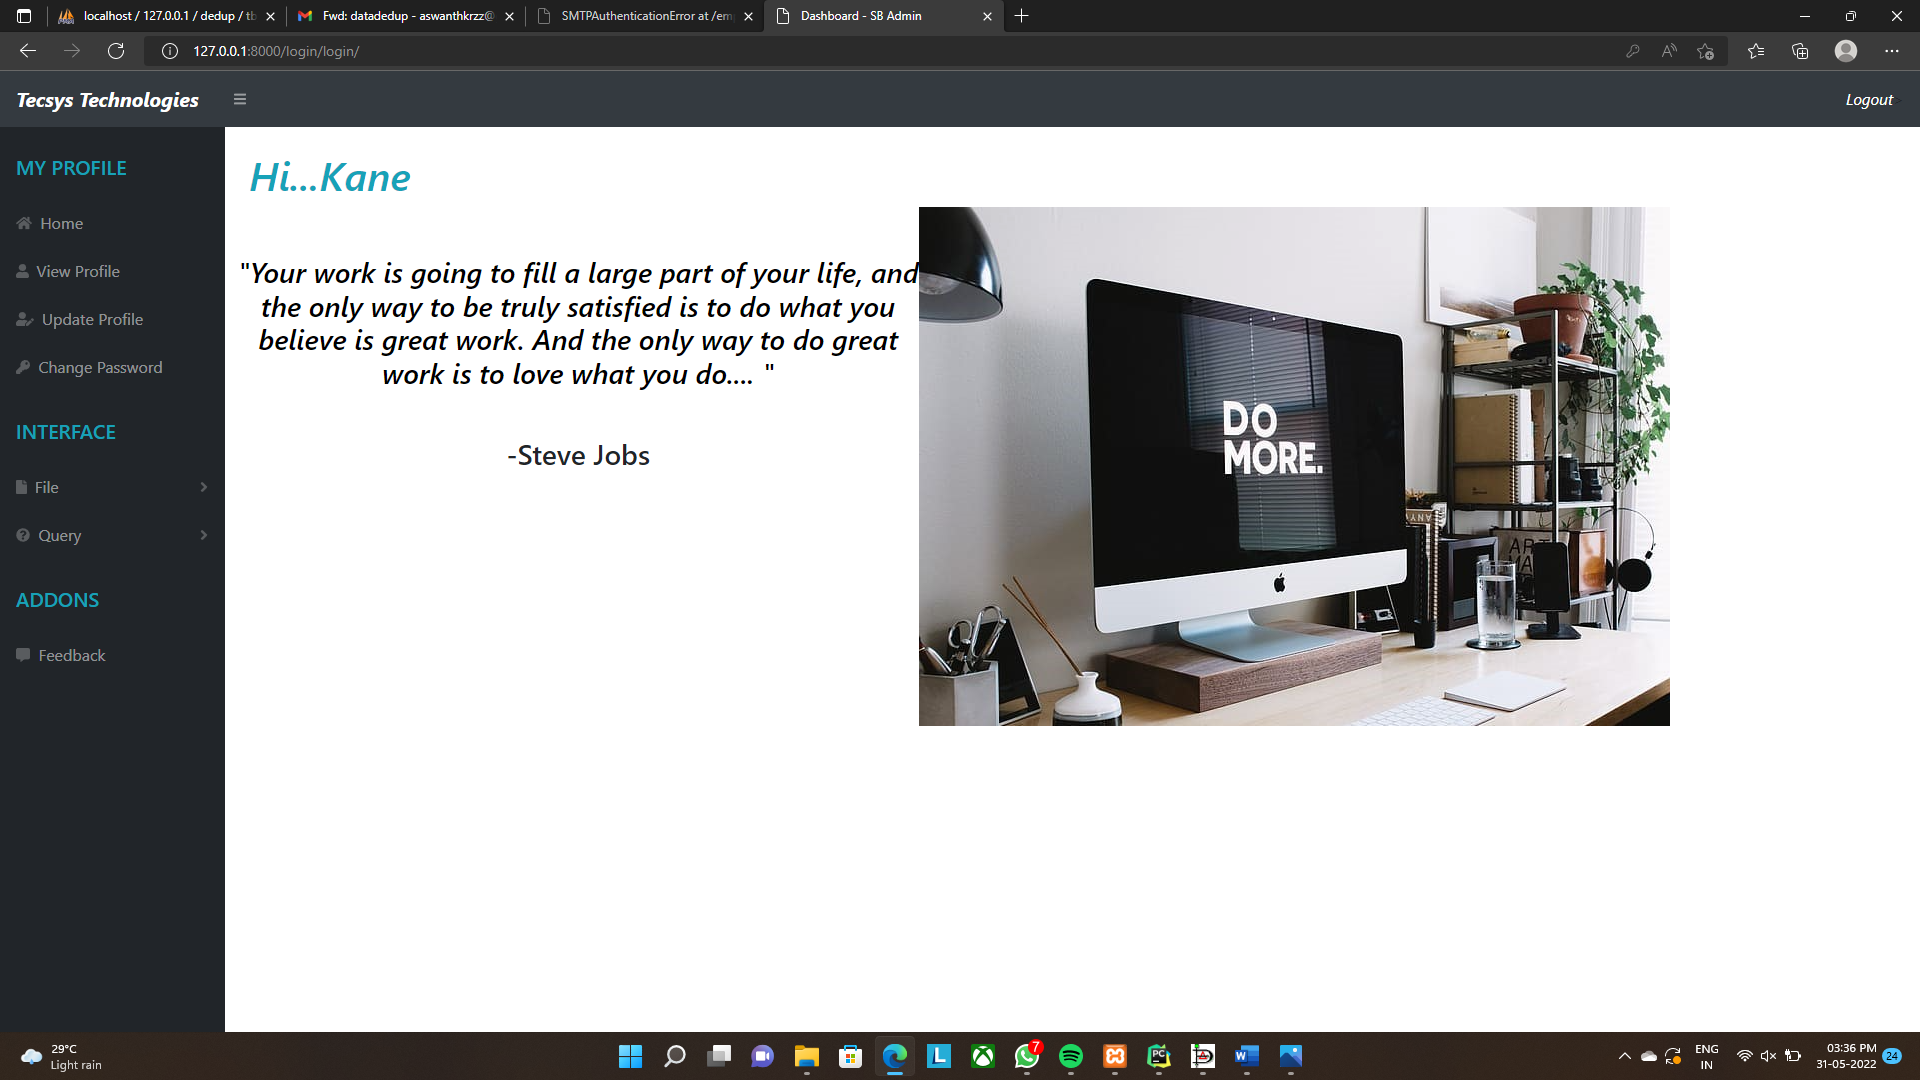 localhost / 127.0.0.1 / dedup / tb
Fwd: datadedup - aswanthkrzz@
SMTPAuthenticationError at /em
Dashboard - SB Admin
127.0.0.1:8000/login/login/
Tecsys Technologies
Logout
MY PROFILE
Home
View Profile
Update Profile
Change Password
INTERFACE
File
Query
ADDONS
Feedback
Hi...Kane
"Your work is going to fill a large part of your life, and
the only way to be truly satisfied is to do what you
believe is great work. And the only way to do great
work is to love what you do.... "
-Steve Jobs
DO
MORE.
29°C
Light rain
7
ENG
IN
03:36 PM
31-05-2022
24